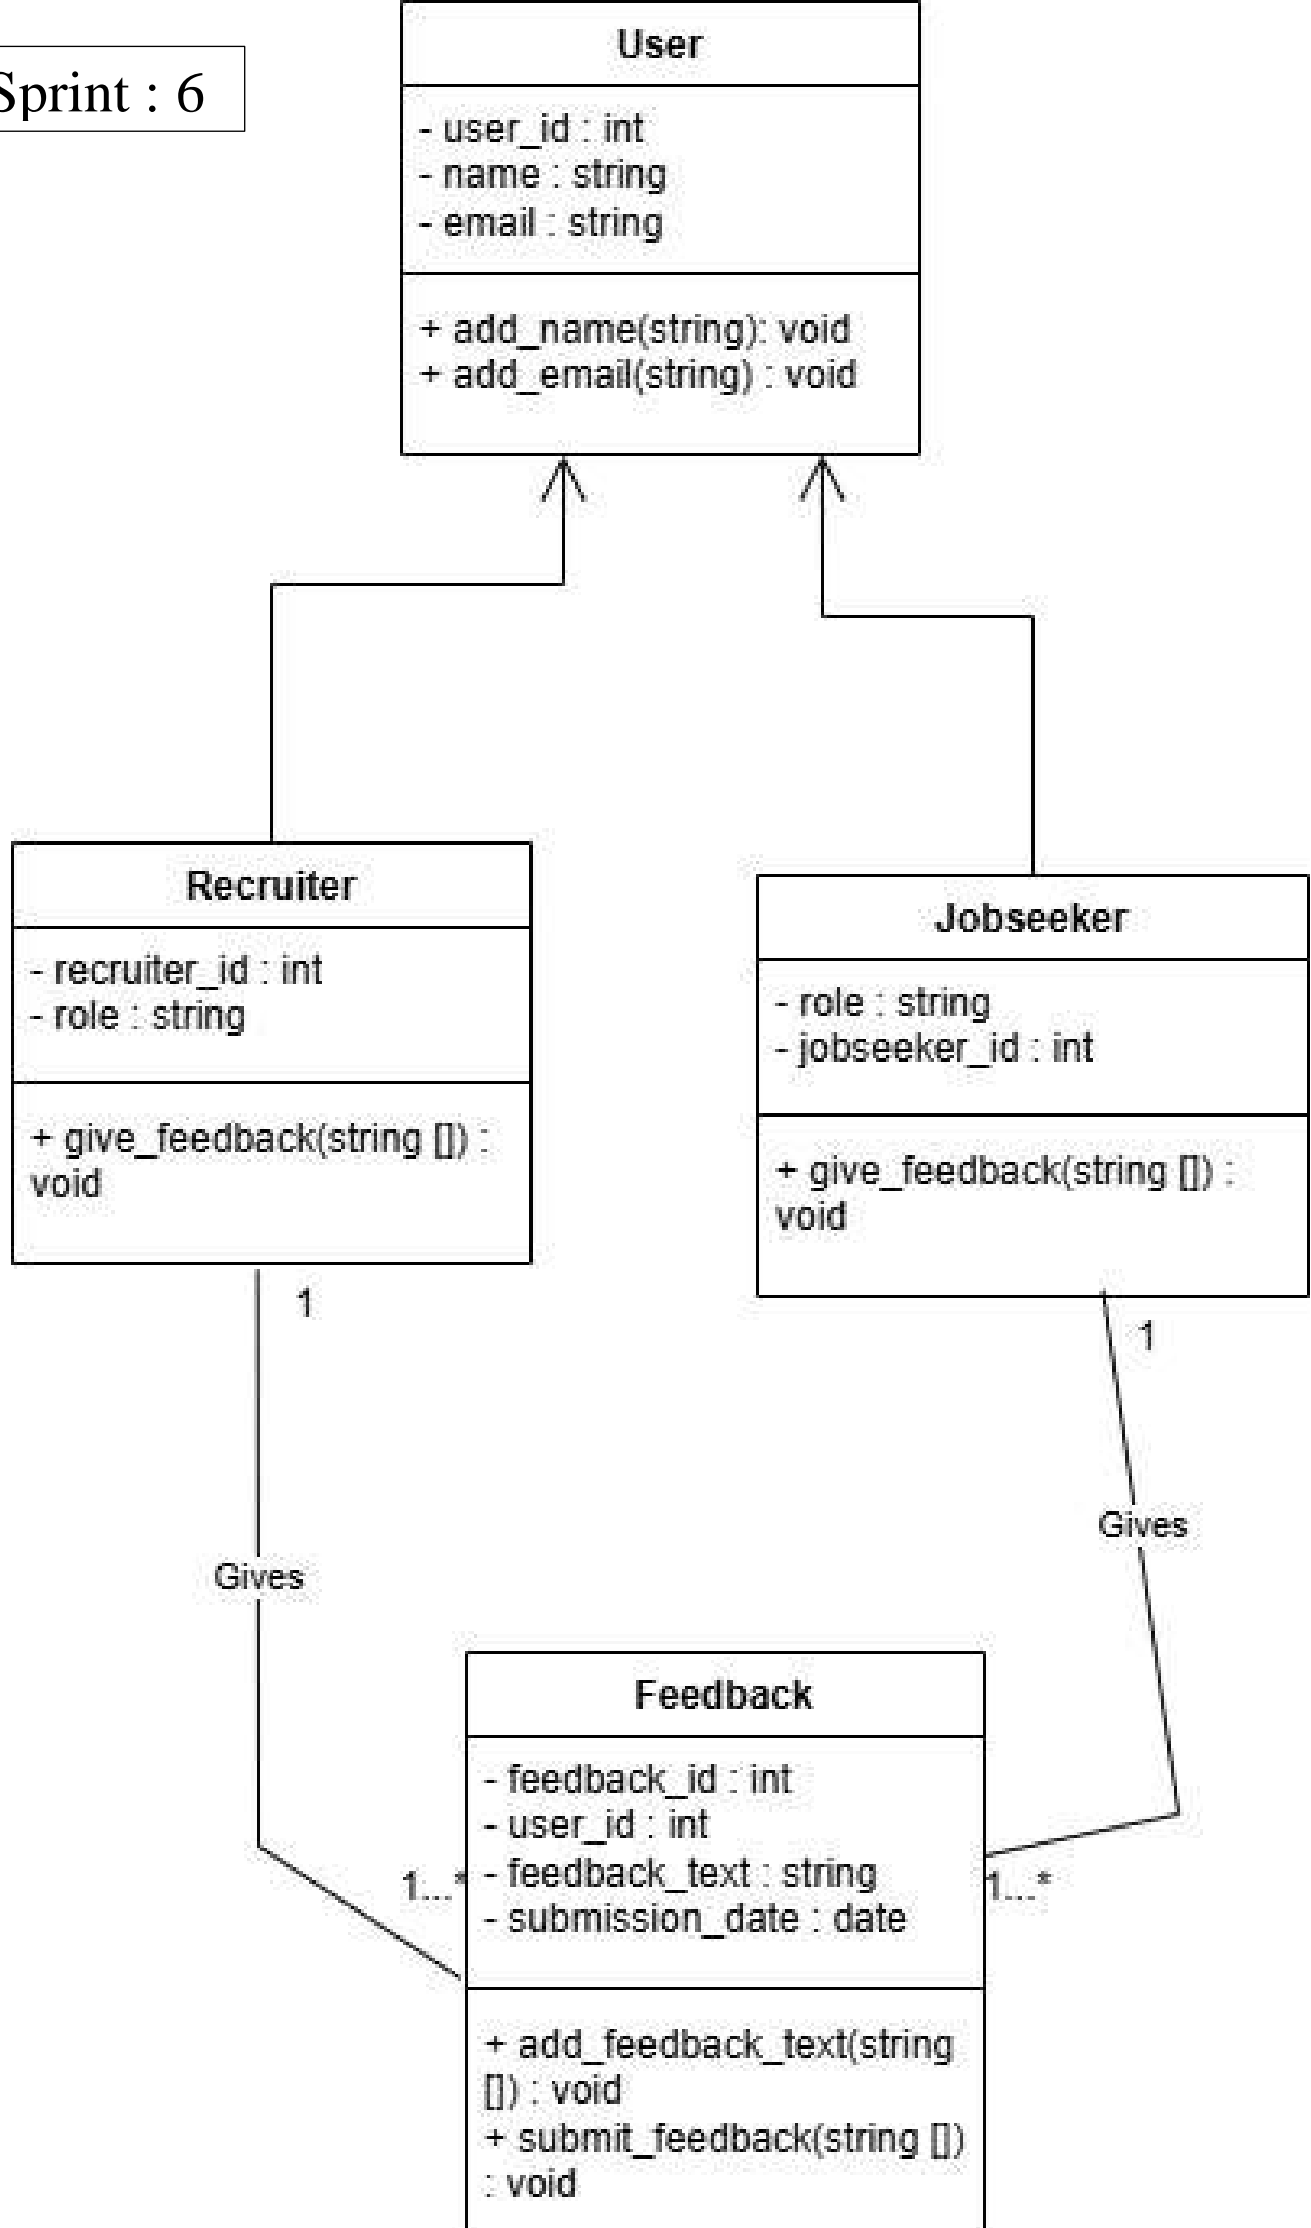 Sprint : 6
User
- user_id : int
- name : string
- email : string
+ add_name(string): void
+ add_email(string) : void
Recruiter
- recruiter_id : int
- role : string
+ give_feedback(string []) :
void
1
Jobseeker
- role : string
- jobseeker_id : int
+ give_feedback(string []) :
void
1
Gives
Gives
Feedback
- feedback_id : int
- user_id : int
- feedback_text : string
- submission_date : date
1...*
1...*
+ add_feedback_text(string
[]) : void
+ submit_feedback(string [])
: void